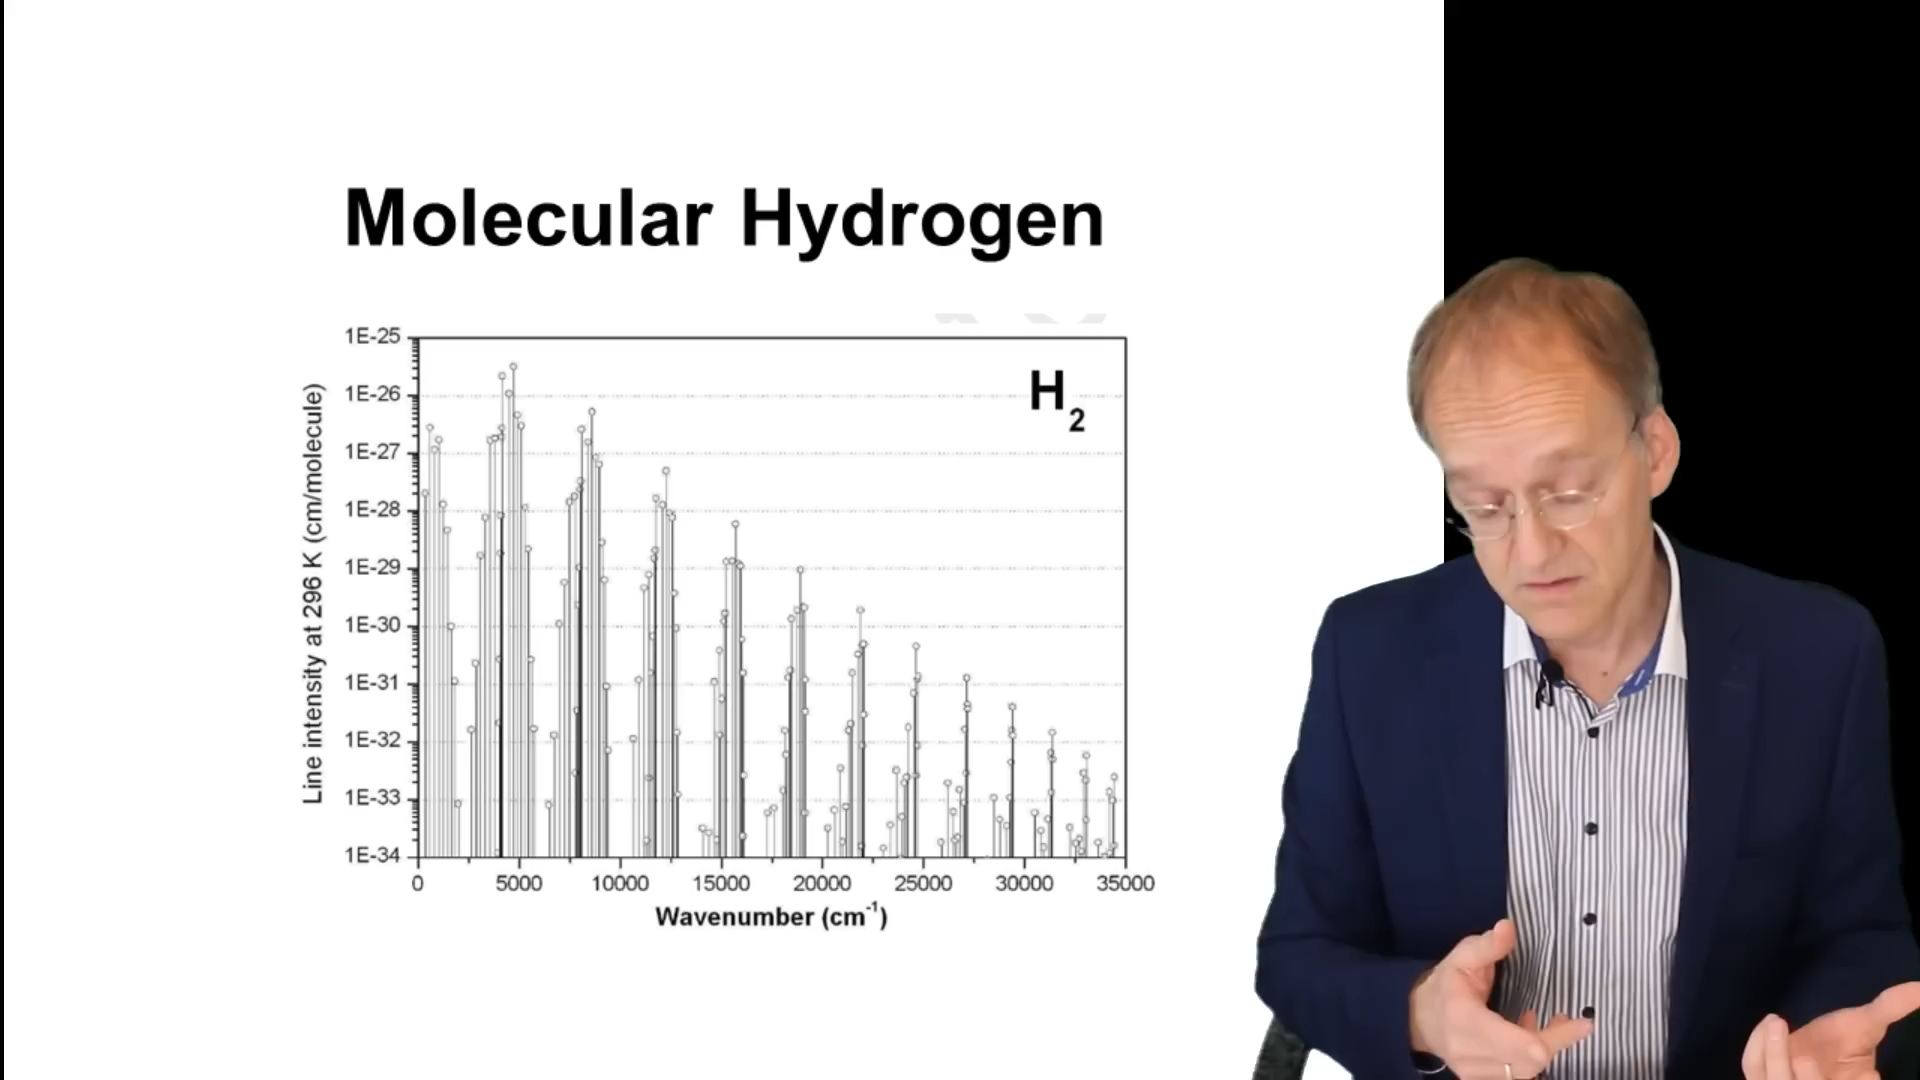 Molecular Hydrogen
1E-25
1E-26
1E-27
1E-28
1E-29
1E-30
1E-31
1E-32
1E-33
1E-34
Line intensity at 296 K (cm/molecule)
H2
0 5000 10000 15000 20000 25000 30000 35000
Wavenumber (cm-1)